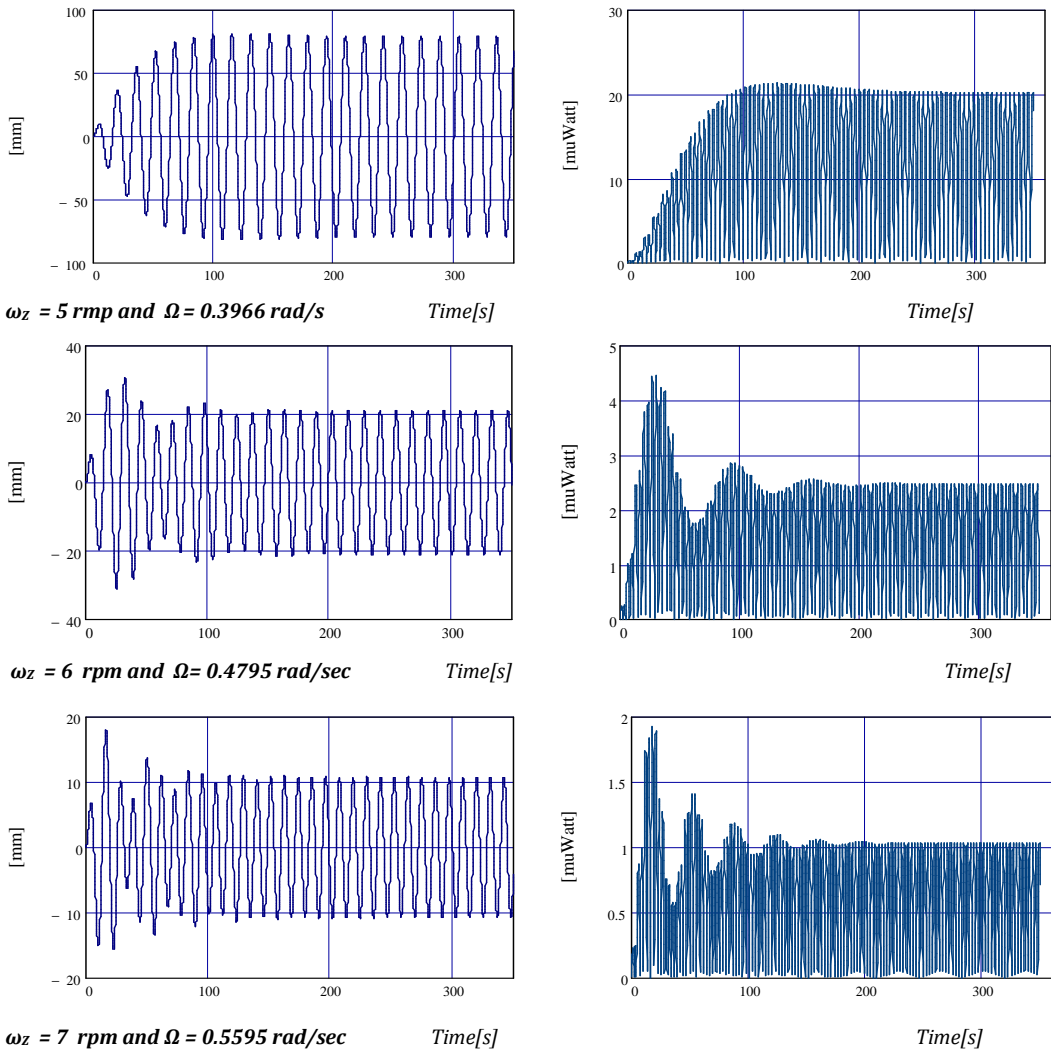 100
50
0
– 50
– 100
[mm]
0 100 200 300
30
20
10
0
[muWatt]
0 100 200 300
ωz = 5 rmp and Ω = 0.3966 rad/s Time[s]
Time[s]
40
20
0
– 20
– 40
[mm]
0 100 200 300
5
4
3
2
1
0
[muWatt]
0 100 200 300
ωz = 6 rpm and Ω= 0.4795 rad/sec Time[s]
Time[s]
20
10
0
– 10
– 20
[mm]
0 100 200 300
2
1.5
1
0.5
0
[muWatt]
0 100 200 300
ωz = 7 rpm and Ω = 0.5595 rad/sec Time[s]
Time[s]